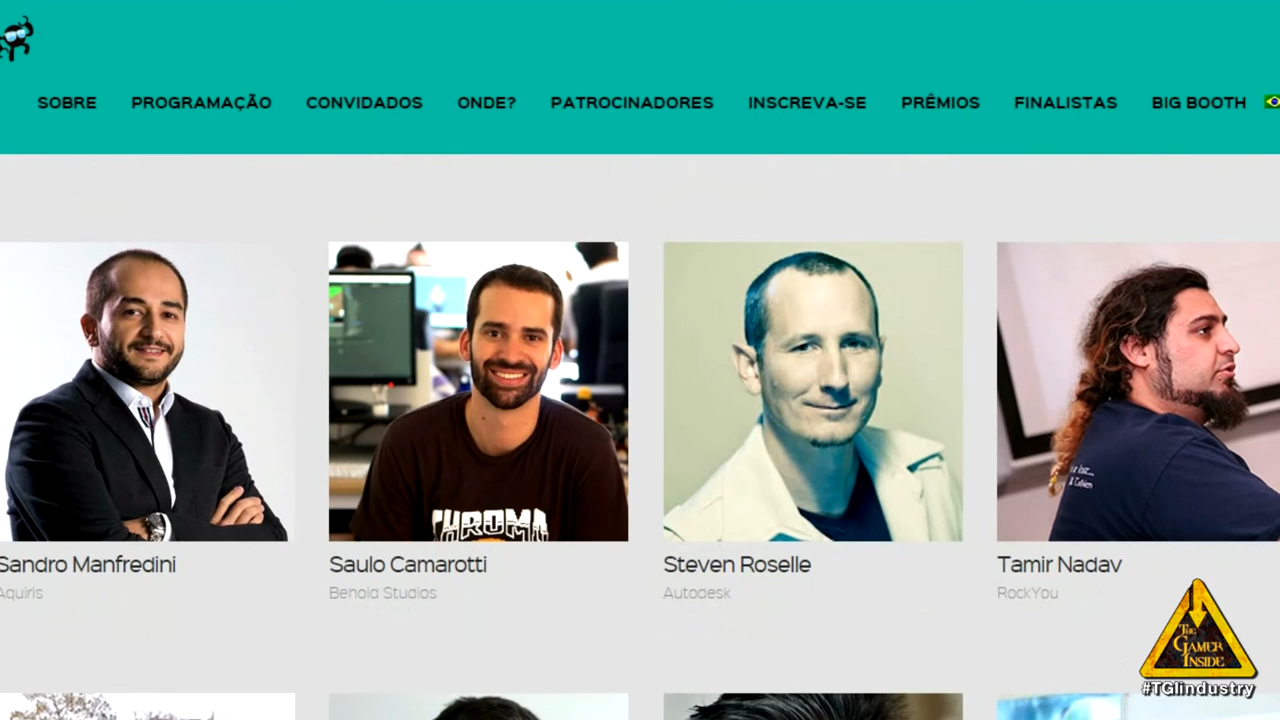 SOBRE PROGRAMAÇÃO CONVIDADOS ONDE? PATROCINADORES INSCREVA-SE PRÊMIOS FINALISTAS BIG BOOTH
CHROMA
Sandro Manfredini
Aquiris
Saulo Camarotti
Behold Studios
Steven Roselle
Autodesk
Tamir Nadav
RockYou
THE
GAMER
INSIDE
#TGIindustry